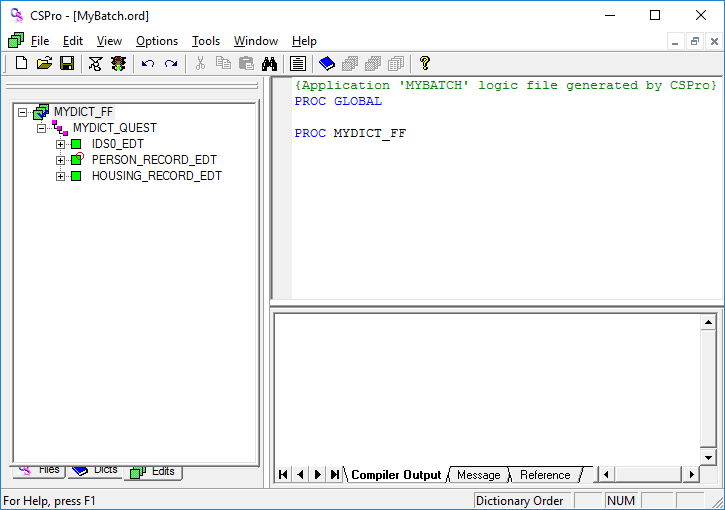 CSPro - [MyBatch.ord]
File Edit View Options Tools Window Help
{Application 'MYBATCH' logic file generated by CSPro}
PROC GLOBAL
PROC MYDICT_FF
MYDICT_FF
MYDICT_QUEST
IDS0_EDT
PERSON_RECORD_EDT
HOUSING_RECORD_EDT
Files Dicts Edits
Compiler Output Message Reference
For Help, press F1 Dictionary Order NUM